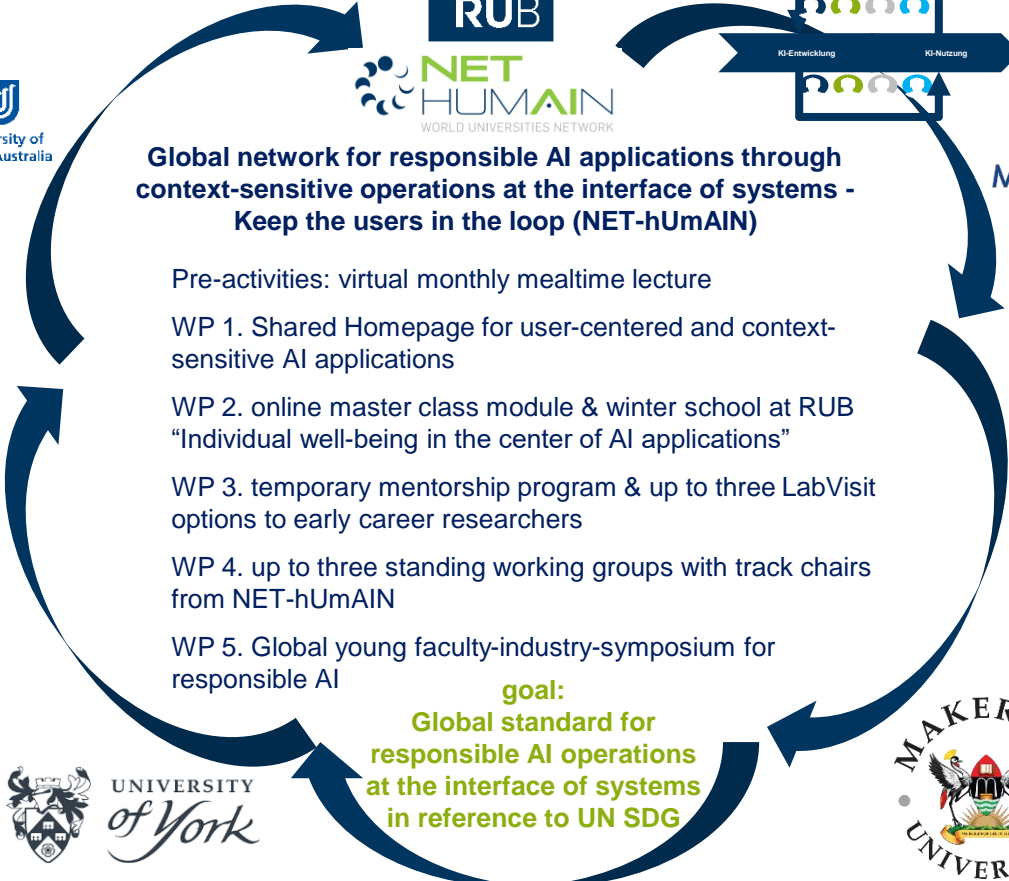 RUB
NET
HUMAIN
WORLD UNIVERSITIES NETWORK
KI-Entwicklung KI-Nutzung
Global network for responsible AI applications through
context-sensitive operations at the interface of systems -
Keep the users in the loop (NET-hUmAIN)
Pre-activities: virtual monthly mealtime lecture
WP 1. Shared Homepage for user-centered and context-
sensitive AI applications
WP 2. online master class module & winter school at RUB
“Individual well-being in the center of AI applications”
WP 3. temporary mentorship program & up to three LabVisit
options to early career researchers
WP 4. up to three standing working groups with track chairs
from NET-hUmAIN
WP 5. Global young faculty-industry-symposium for
responsible AI
goal:
Global standard for
responsible AI operations
at the interface of systems
in reference to UN SDG
UNIVERSITY
of York